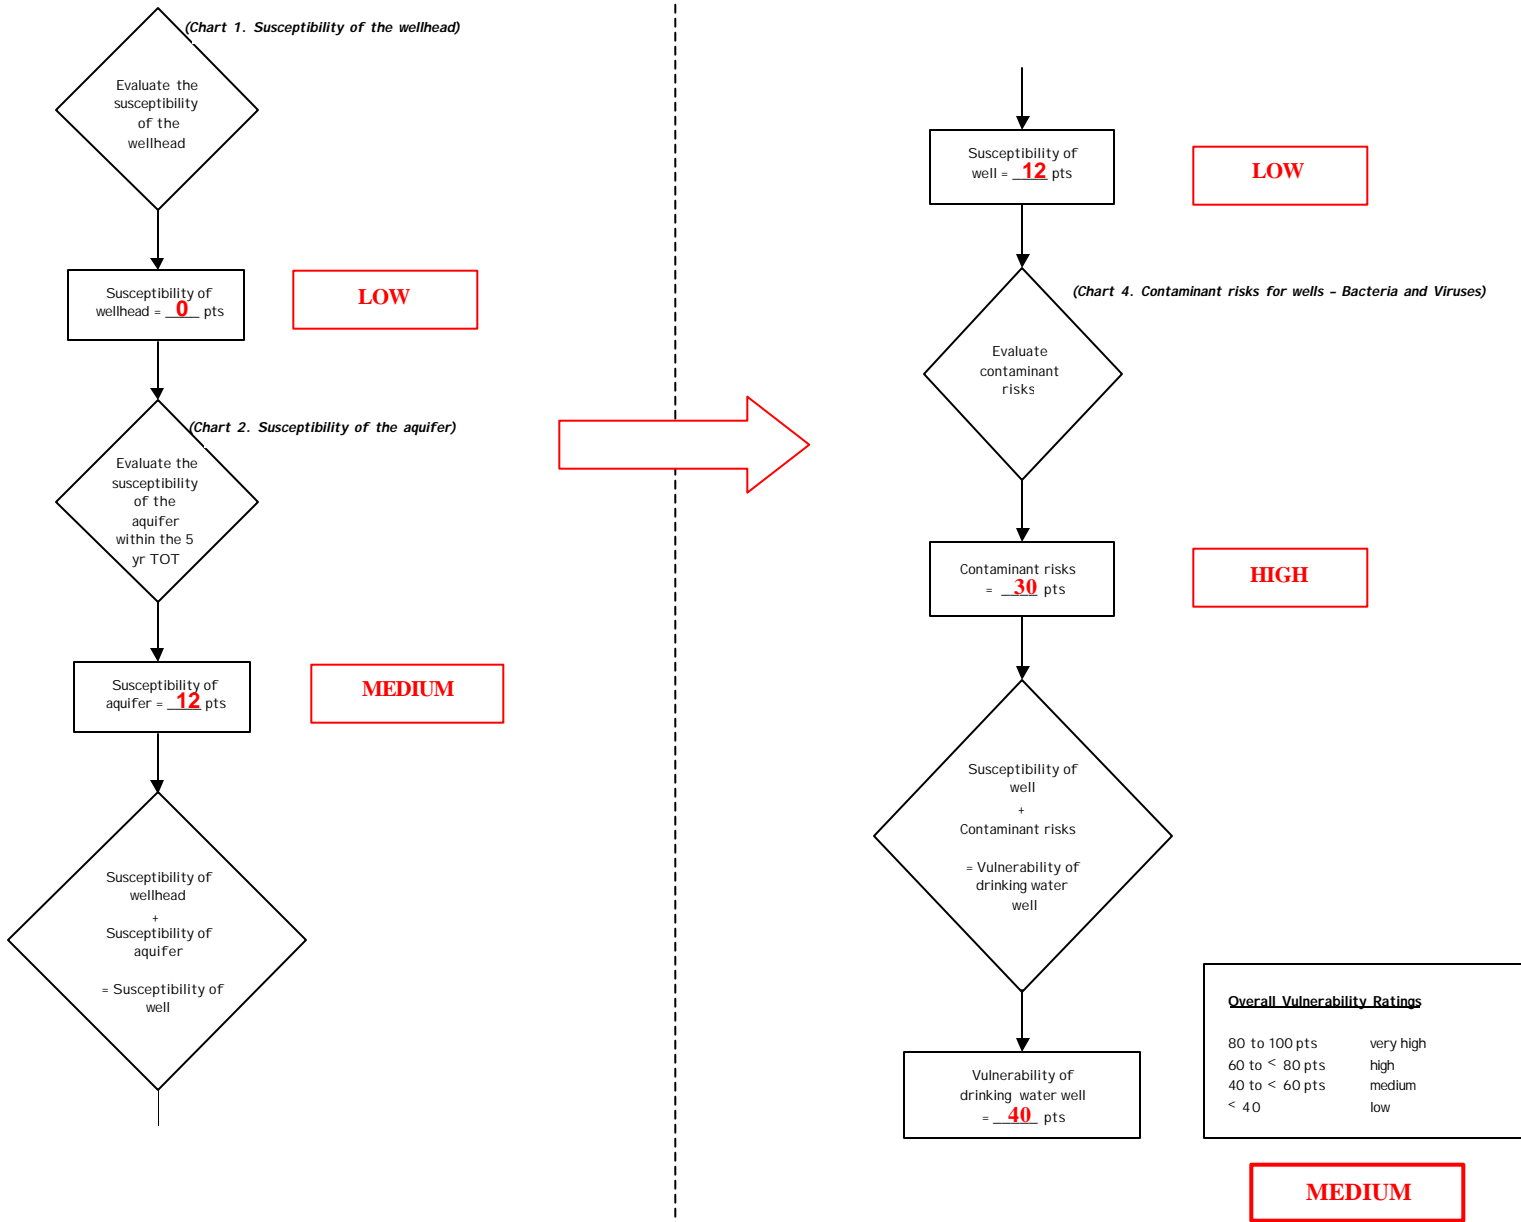 (Chart 1. Susceptibility of the wellhead)
Evaluate the
susceptibility
of the
wellhead
Susceptibility of
wellhead = 0 pts
LOW
(Chart 2. Susceptibility of the aquifer)
Evaluate the
susceptibility
of the
aquifer
within the 5
yr TOT
Susceptibility of
aquifer = 12 pts
MEDIUM
Susceptibility of
wellhead
+
Susceptibility of
aquifer
= Susceptibility of
well
Susceptibility of
well = 12 pts
LOW
(Chart 4. Contaminant risks for wells – Bacteria and Viruses)
Evaluate
contaminant
risks
Contaminant risks
= 30 pts
HIGH
Susceptibility of
well
+
Contaminant risks
= Vulnerability of
drinking water
well
Vulnerability of
drinking water well
= 40 pts
Overall Vulnerability Ratings
80 to 100 pts very high
60 to < 80 pts high
40 to < 60 pts medium
< 40 low
MEDIUM